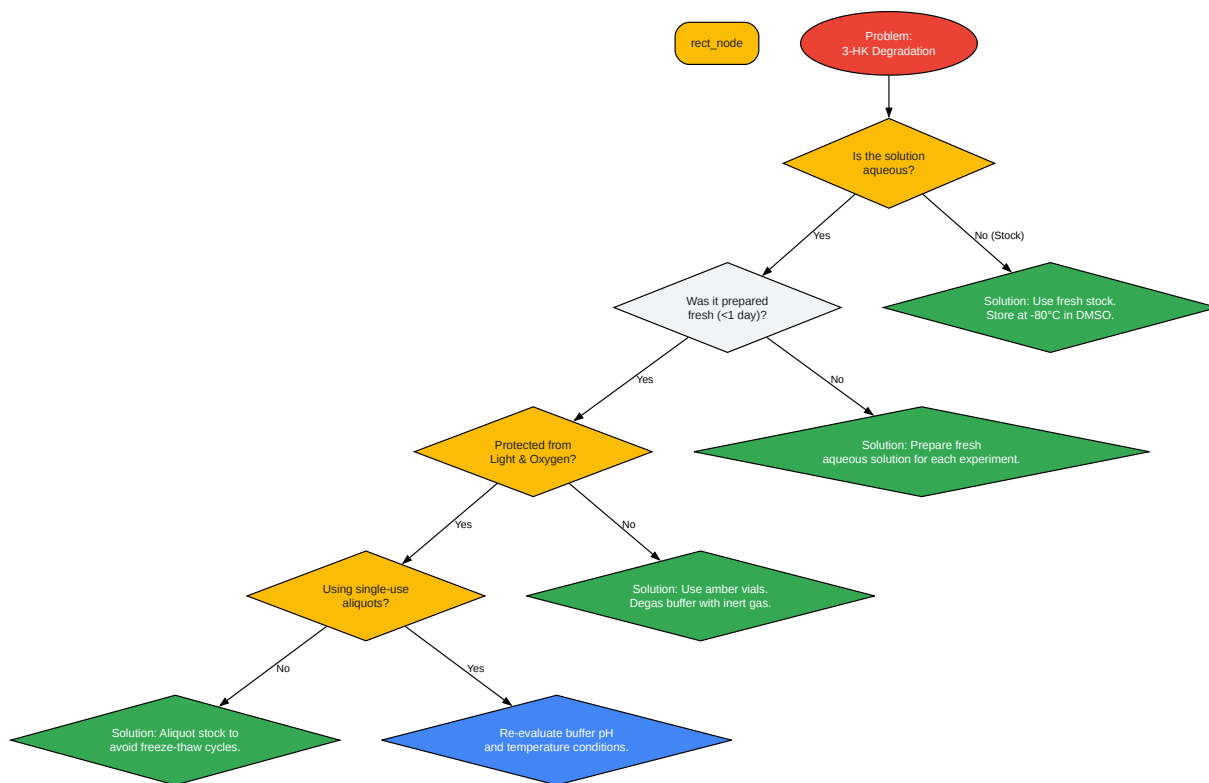 rect_node
Problem:
3-HK Degradation
Is the solution
aqueous?
Yes
No (Stock)
Was it prepared
fresh (<1 day)?
Solution: Use fresh stock.
Store at -80°C in DMSO.
Yes
No
Protected from
Light & Oxygen?
Solution: Prepare fresh
aqueous solution for each experiment.
Yes
No
Using single-use
aliquots?
Solution: Use amber vials.
Degas buffer with inert gas.
No
Yes
Solution: Aliquot stock to
avoid freeze-thaw cycles.
Re-evaluate buffer pH
and temperature conditions.